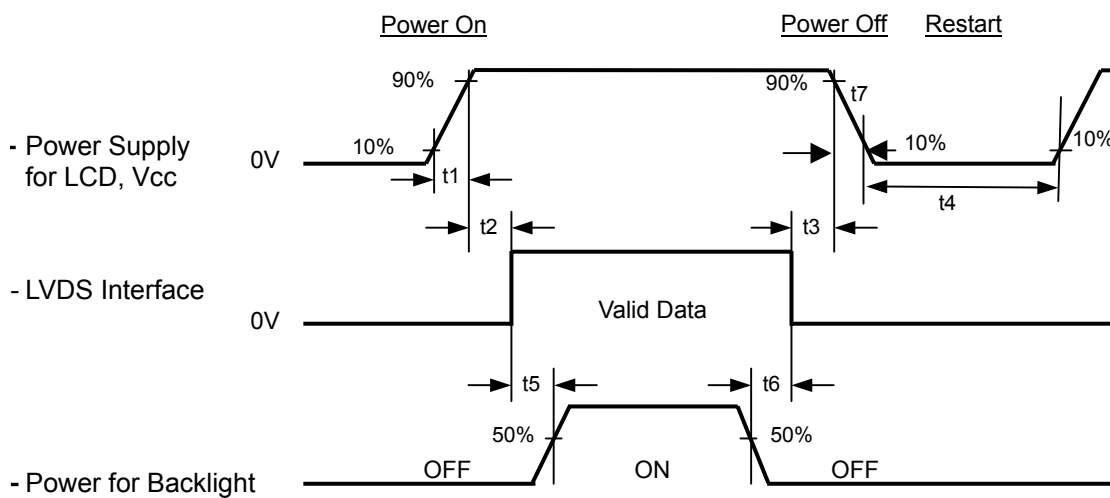 Power On
Power Off
Restart
90%
90%
t7
- Power Supply
for LCD, Vcc
0V
10%
10%
10%
t1
t4
t2
t3
- LVDS Interface
0V
Valid Data
t5
t6
50%
50%
- Power for Backlight
OFF
ON
OFF